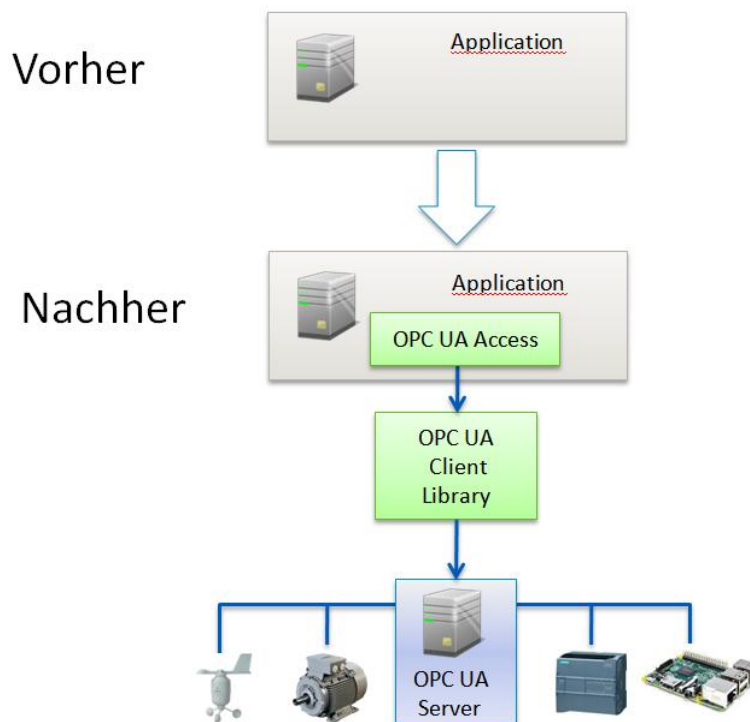 Vorher
Application
Nachher
Application
OPC UA Access
OPC UA
Client
Library
OPC UA
Server